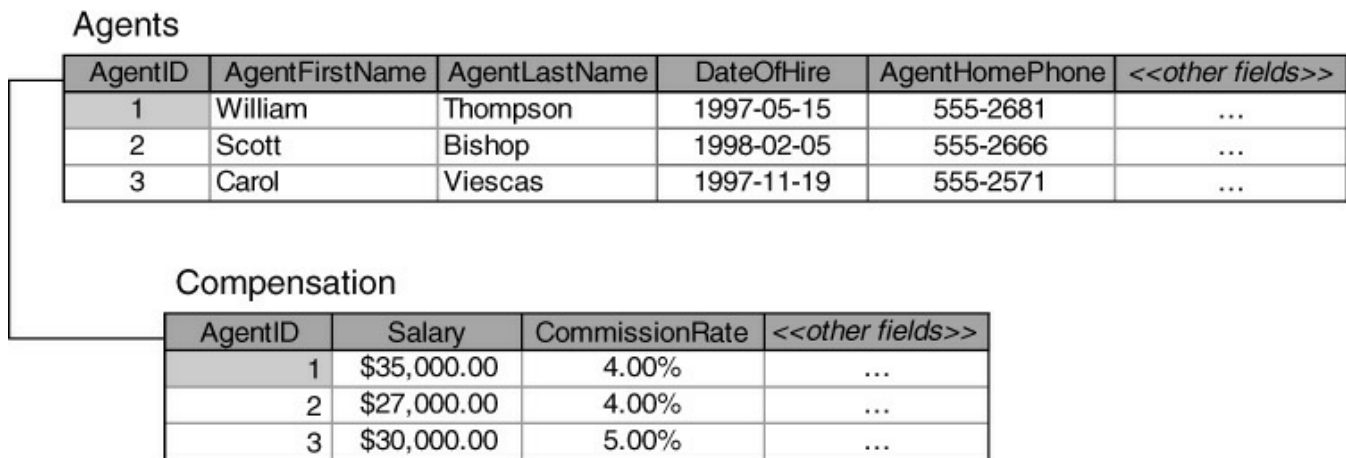 Agents
AgentID AgentFirstName AgentLastName DateOfHire AgentHomePhone <<other fields>>
1 William Thompson 1997-05-15 555-2681 ...
2 Scott Bishop 1998-02-05 555-2666 ...
3 Carol Viescas 1997-11-19 555-2571 ...
Compensation
AgentID Salary CommissionRate <<other fields>>
1 $35,000.00 4.00% ...
2 $27,000.00 4.00% ...
3 $30,000.00 5.00% ...